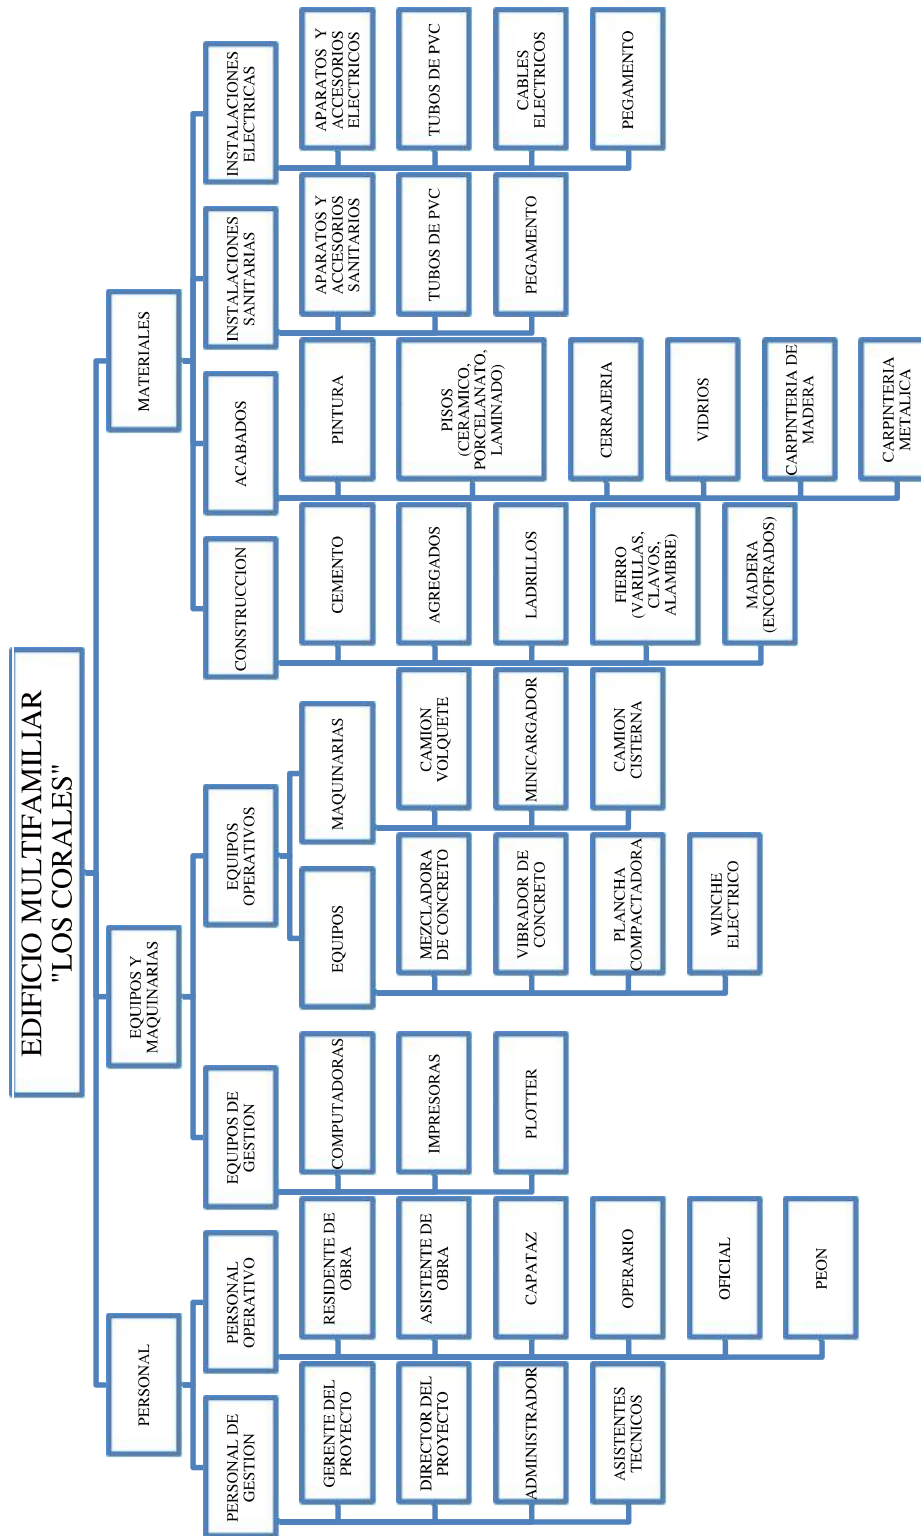 EDIFICIO MULTIFAMILIAR
"LOS CORALES"
PERSONAL
PERSONAL DE
GESTION
GERENTE DEL
PROYECTO
DIRECTOR DEL
PROYECTO
ADMINISTRADOR
ASISTENTES
TECNICOS
PERSONAL
OPERATIVO
RESIDENTE DE
OBRA
ASISTENTE DE
OBRA
CAPATAZ
OPERARIO
OFICIAL
PEON
EQUIPOS Y
MAQUINARIAS
EQUIPOS DE
GESTION
COMPUTADORAS
IMPRESORAS
PLOTTER
EQUIPOS
OPERATIVOS
EQUIPOS
MEZCLADORA
DE CONCRETO
VIBRADOR DE
CONCRETO
PLANCHA
COMPACTADORA
WINCHE
ELECTRICO
MAQUINARIAS
CAMION
VOLQUETE
MINICARGADOR
CAMION
CISTERNA
MATERIALES
CONSTRUCCION
CEMENTO
AGREGADOS
LADRILLOS
FIERRO
(VARILLAS,
CLAVOS,
ALAMBRE)
MADERA
(ENCOFRADOS)
ACABADOS
PINTURA
PISOS
(CERAMICO,
PORCELANATO,
LAMINADO)
CERRAJERIA
VIDRIOS
CARPINTERIA DE
MADERA
CARPINTERIA
METALICA
INSTALACIONES
SANITARIAS
APARATOS Y
ACCESORIOS
SANITARIOS
TUBOS DE PVC
PEGAMENTO
INSTALACIONES
ELECTRICAS
APARATOS Y
ACCESORIOS
ELECTRICOS
TUBOS DE PVC
CABLES
ELECTRICOS
PEGAMENTO